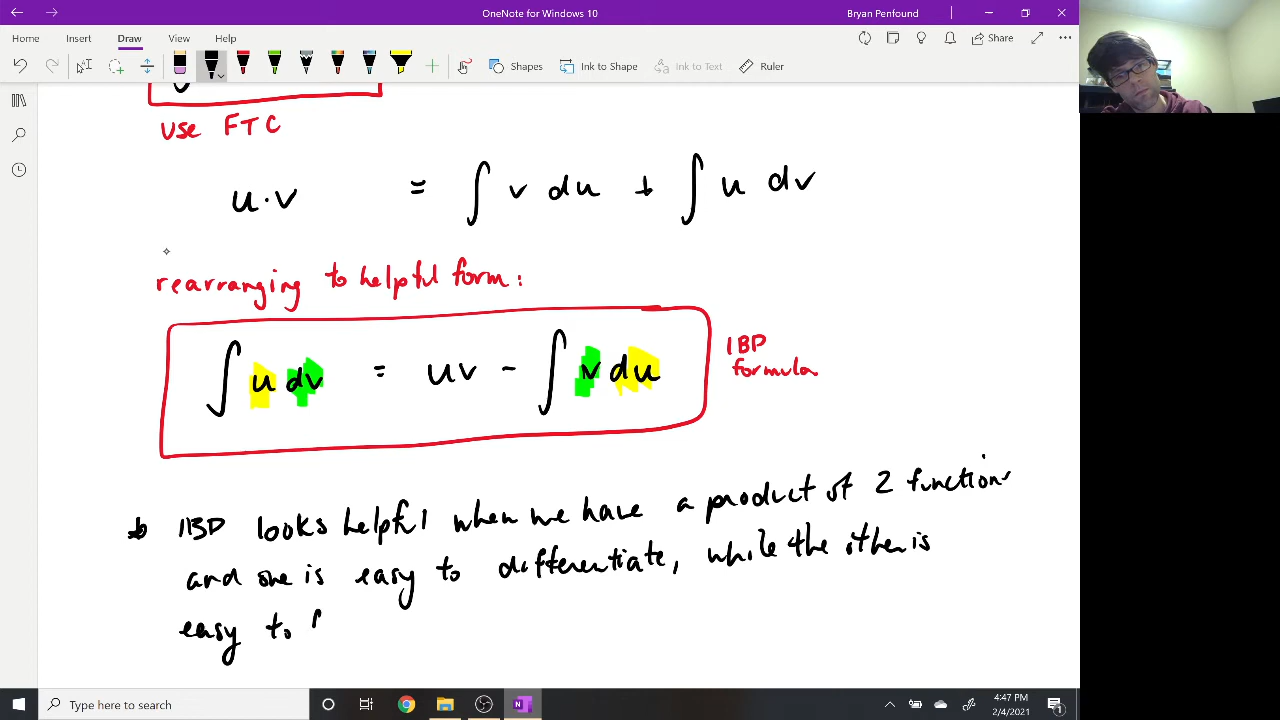 OneNote for Windows 10
Bryan Penfound
Home Insert Draw View Help
Share
Shapes Ink to Shape Ink to Text Ruler
use FTC
u·v = ∫ v du + ∫ u dv
rearranging to helpful form:
∫ u dv = uv - ∫ v du
IBP
formula
IBP looks helpful when we have a product of 2 functions
and one is easy to differentiate, while the other is
easy to
Type here to search
4:47 PM
2/4/2021
1